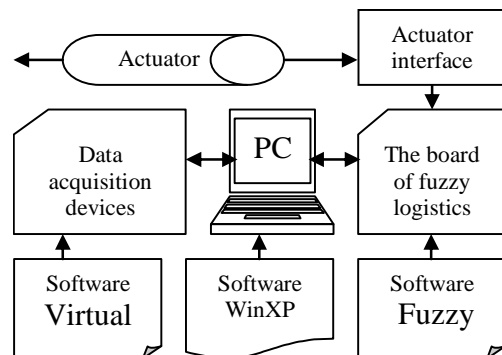 Actuator
Actuator
interface
Data
acquisition
devices
PC
The board
of fuzzy
logistics
Software
Virtual
Software
WinXP
Software
Fuzzy